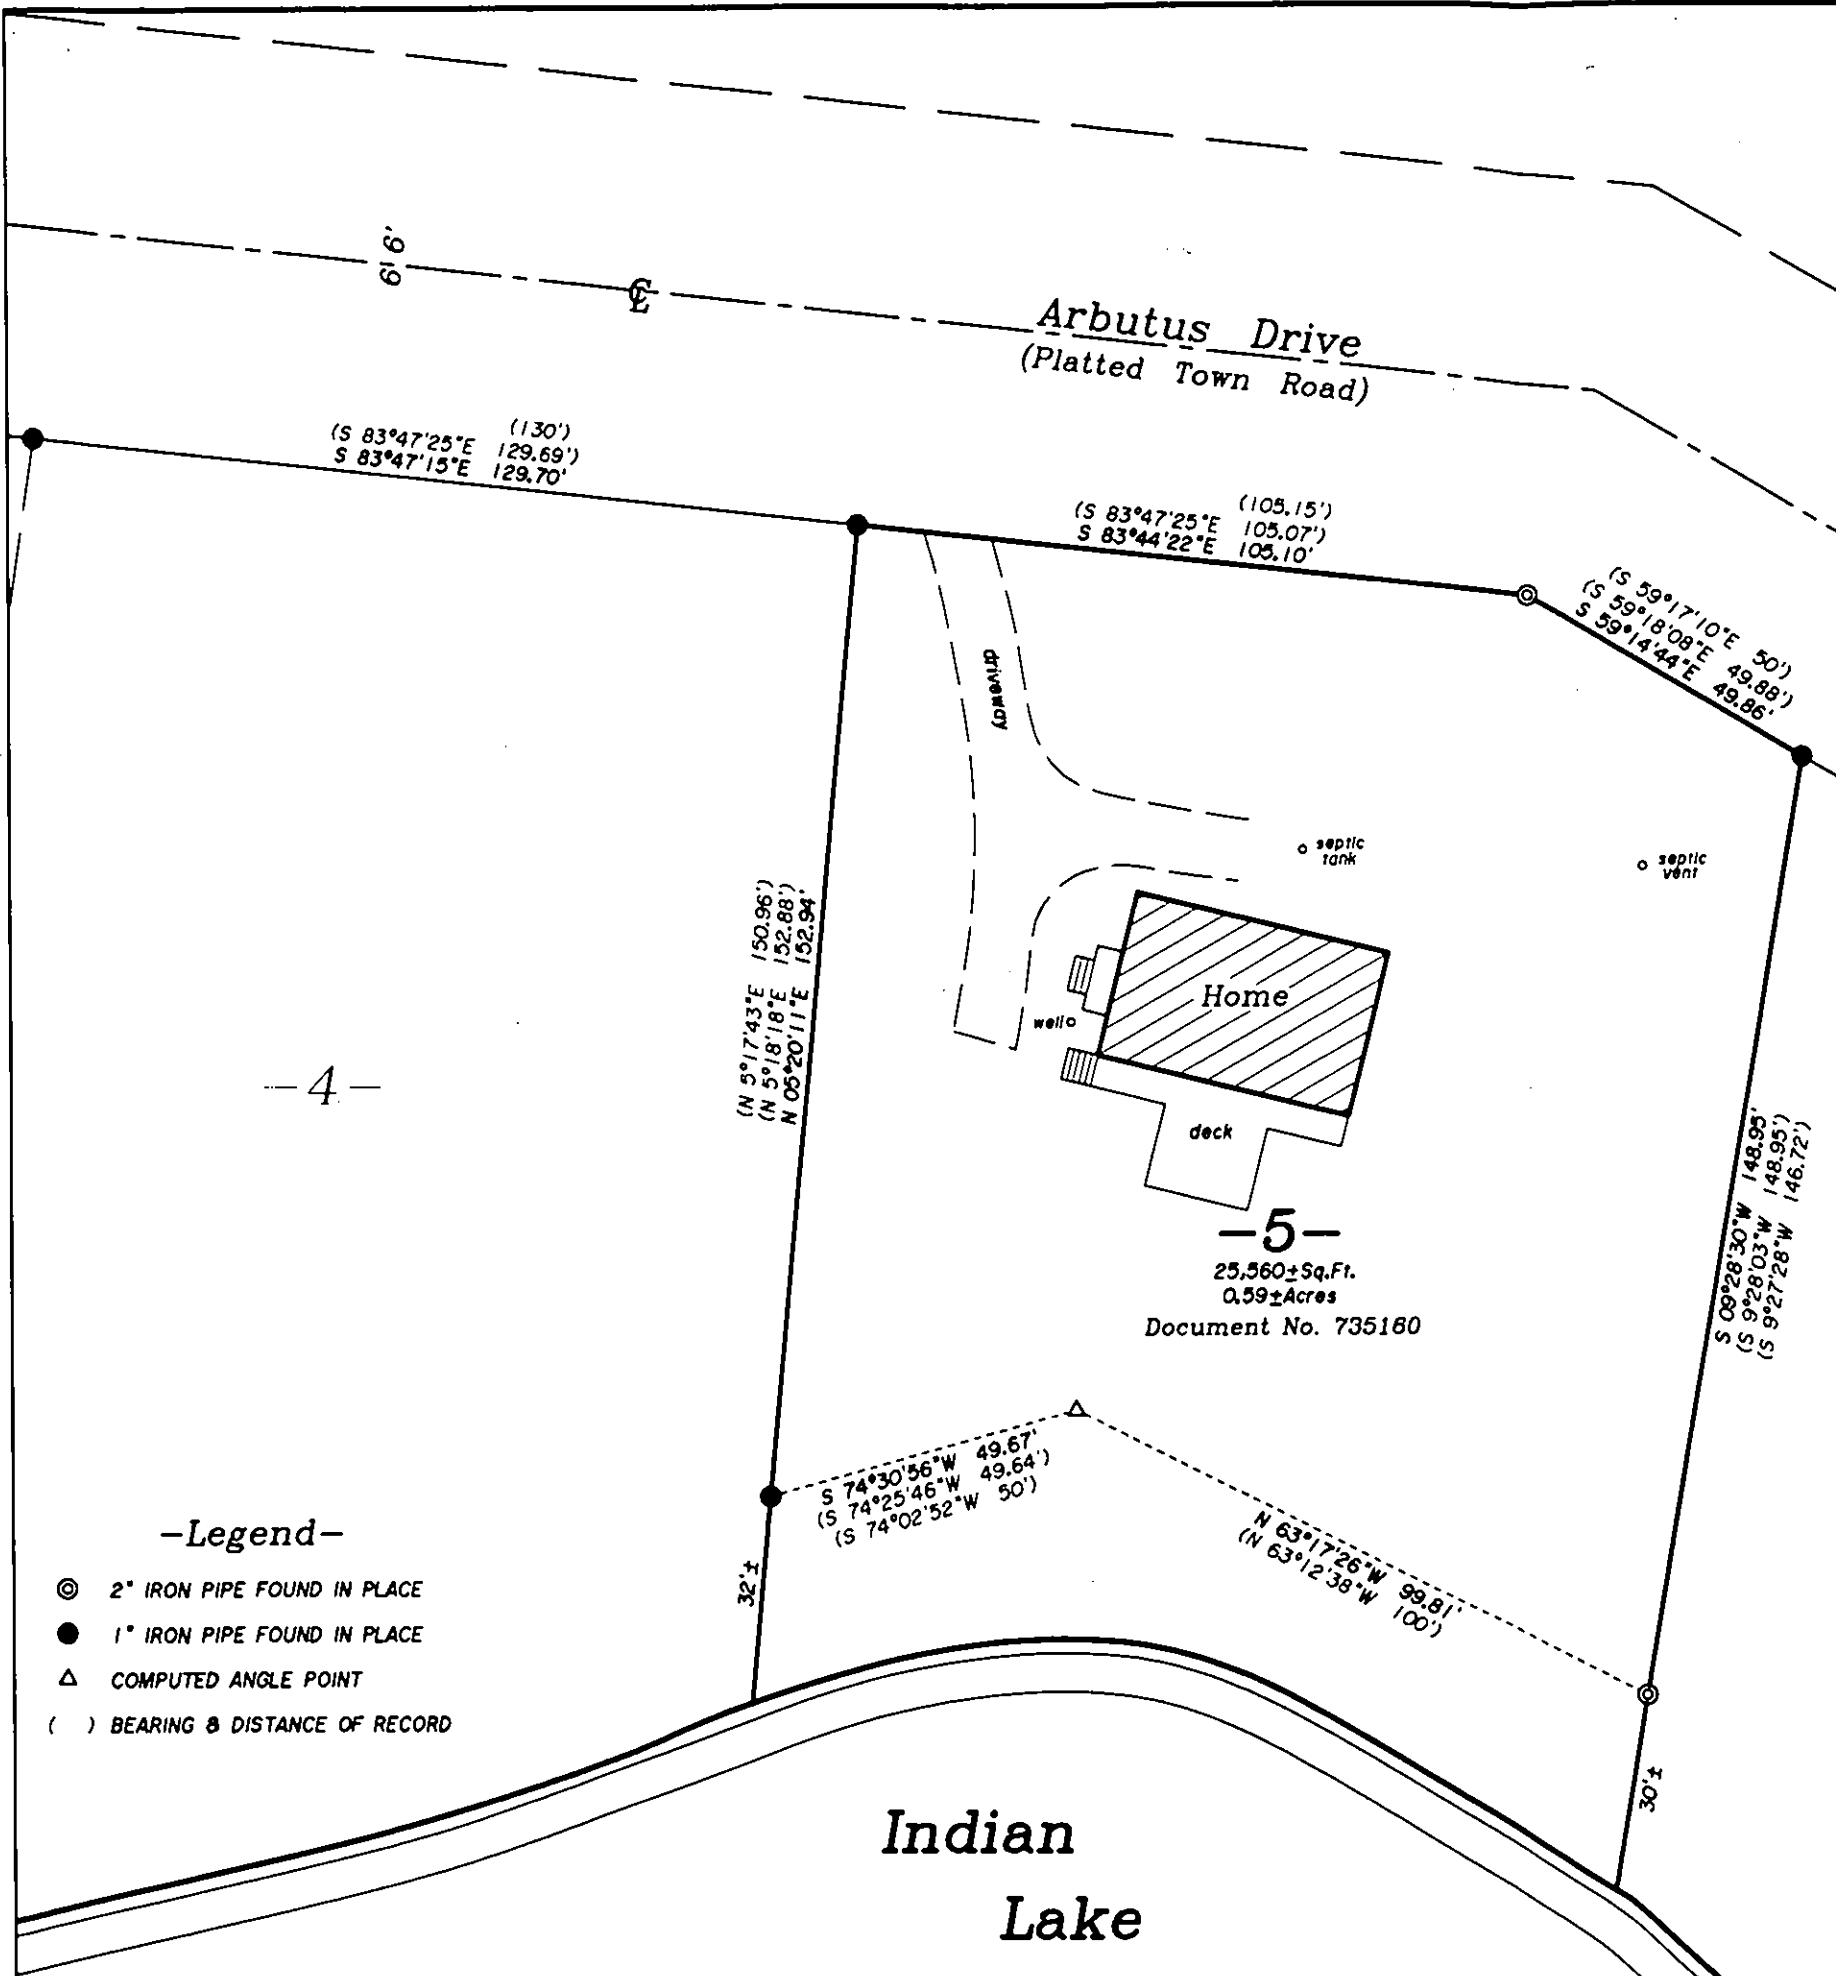 66'
℄
Arbutus Drive
(Platted Town Road)
(130')
(S 83°47'25"E 129.69')
S 83°47'15"E 129.70'
(105.15')
(S 83°47'25"E 105.07')
S 83°44'22"E 105.10'
(S 59°17'10"E 50')
(S 59°18'08"E 49.88')
S 59°14'44"E 49.86'
driveway
septic
tank
septic
vent
(N 5°17'43"E 150.96')
(N 5°18'18"E 152.88')
N 05°20'11"E 152.94'
Home
well
deck
-4-
-5-
25,560±Sq.Ft.
0.59±Acres
Document No. 735160
S 09°28'30"W 148.95'
(S 9°28'03"W 148.95')
(S 9°27'28"W 146.72')
S 74°30'56"W 49.67'
(S 74°25'46"W 49.64')
(S 74°02'52"W 50')
N 63°17'26"W 99.81'
(N 63°12'38"W 100')
32'±
30'±
-Legend-
2" IRON PIPE FOUND IN PLACE
1" IRON PIPE FOUND IN PLACE
COMPUTED ANGLE POINT
( ) BEARING & DISTANCE OF RECORD
Indian
Lake